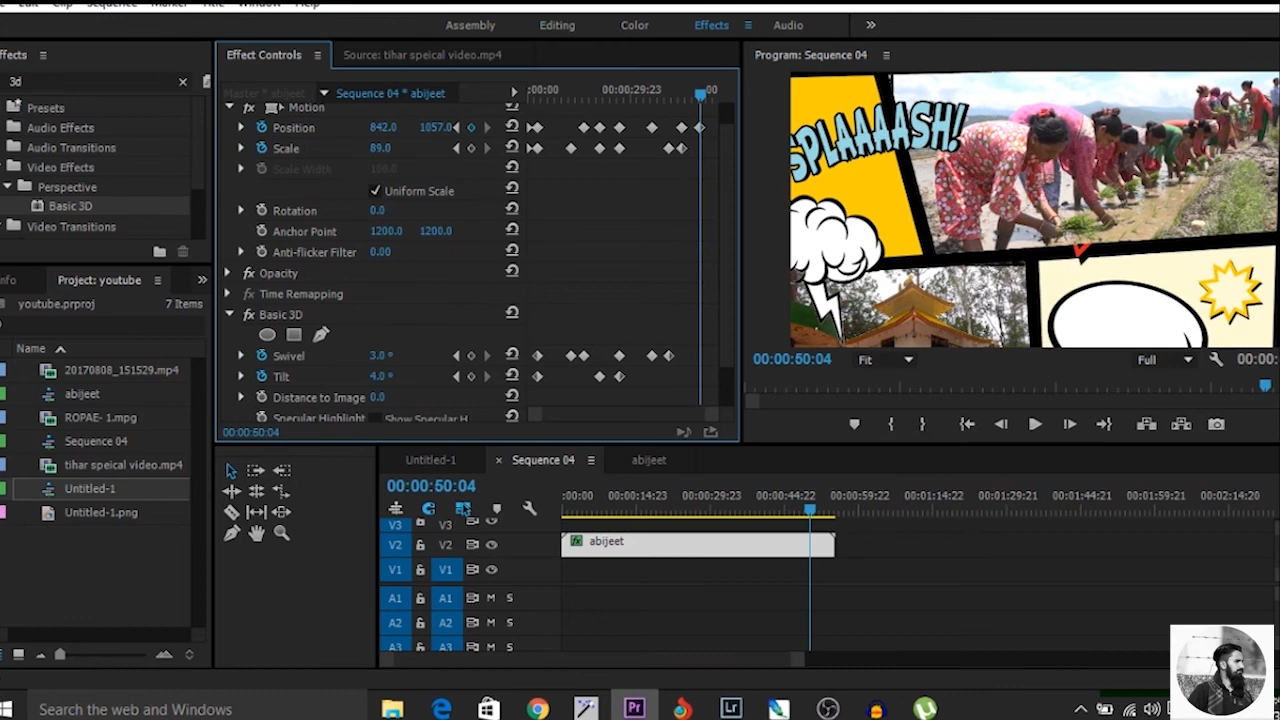 Clip Sequence Marker Title Window Help
Assembly Editing Color Effects Audio
ffects
Effect Controls Source: tihar speical video.mp4
Program: Sequence 04
3d
Master * abijeet Sequence 04 * abijeet
:00:00 00:00:29:23 00
Presets
Audio Effects
Audio Transitions
Video Effects
Perspective
Basic 3D
Video Transitions
fx Motion
Position 842.0 1057.0
Scale 89.0
Scale Width 100.0
Uniform Scale
Rotation 0.0
Anchor Point 1200.0 1200.0
Anti-flicker Filter 0.00
fx Opacity
fx Time Remapping
fx Basic 3D
Swivel 3.0 °
Tilt 4.0 °
Distance to Image 0.0
Specular Highlight Show Specular H
00:00:50:04
SPLAAAASH!
00:00:50:04 Fit Full 00:00:
nfo Project: youtube
youtube.prproj 7 Items
Name
20170808_151529.mp4
abijeet
ROPAE- 1.mpg
Sequence 04
tihar speical video.mp4
Untitled-1
Untitled-1.png
Untitled-1 × Sequence 04 abijeet
00:00:50:04
:00:00 00:00:14:23 00:00:29:23 00:00:44:22 00:00:59:22 00:01:14:22 00:01:29:21 00:01:44:21 00:01:59:21 00:02:14:20
V3 V3
V2 V2 fx abijeet
V1 V1
A1 A1 M S
A2 A2 M S
A3 A3 M S
Search the web and Windows
Pr
Lr